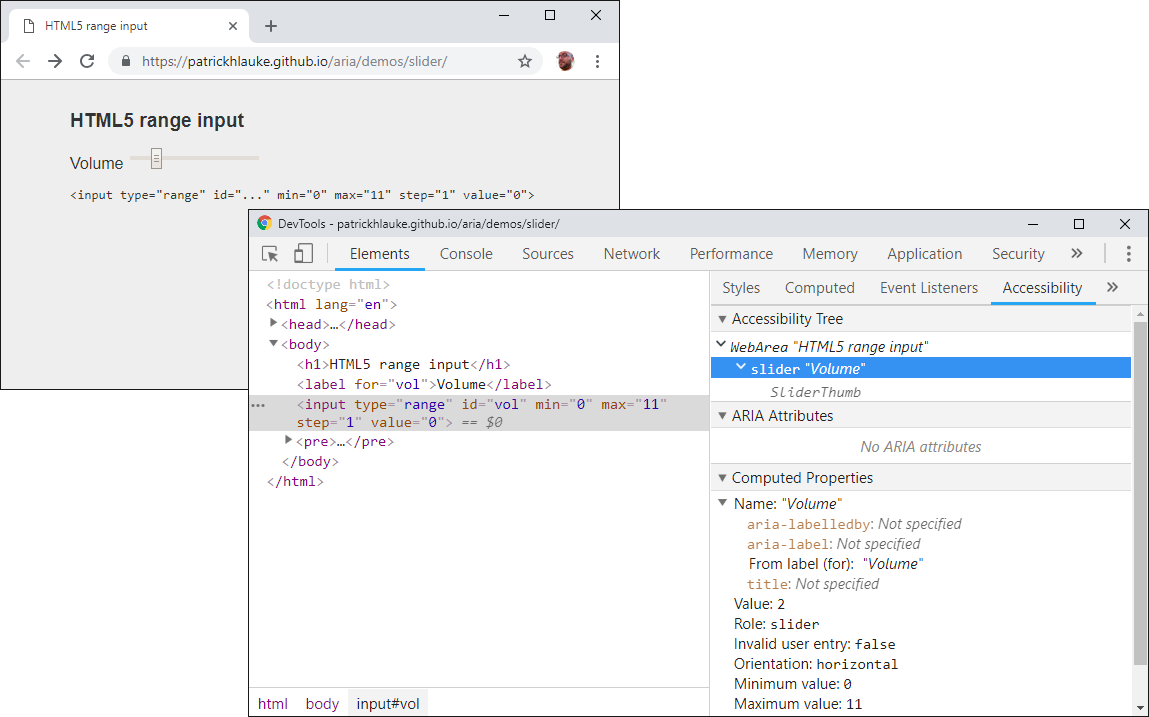 HTML5 range input
https://patrickhlauke.github.io/aria/demos/slider/
HTML5 range input
Volume
<input type="range" id="..." min="0" max="11" step="1" value="0">
DevTools - patrickhlauke.github.io/aria/demos/slider/
Elements Console Sources Network Performance Memory Application Security »
<!doctype html>
<html lang="en">
<head>…</head>
<body>
<h1>HTML5 range input</h1>
<label for="vol">Volume</label>
<input type="range" id="vol" min="0" max="11"
step="1" value="0"> == $0
<pre>…</pre>
</body>
</html>
html body input#vol
Styles Computed Event Listeners Accessibility »
Accessibility Tree
WebArea "HTML5 range input"
slider "Volume"
SliderThumb
ARIA Attributes
No ARIA attributes
Computed Properties
Name: "Volume"
aria-labelledby: Not specified
aria-label: Not specified
From label (for): "Volume"
title: Not specified
Value: 2
Role: slider
Invalid user entry: false
Orientation: horizontal
Minimum value: 0
Maximum value: 11